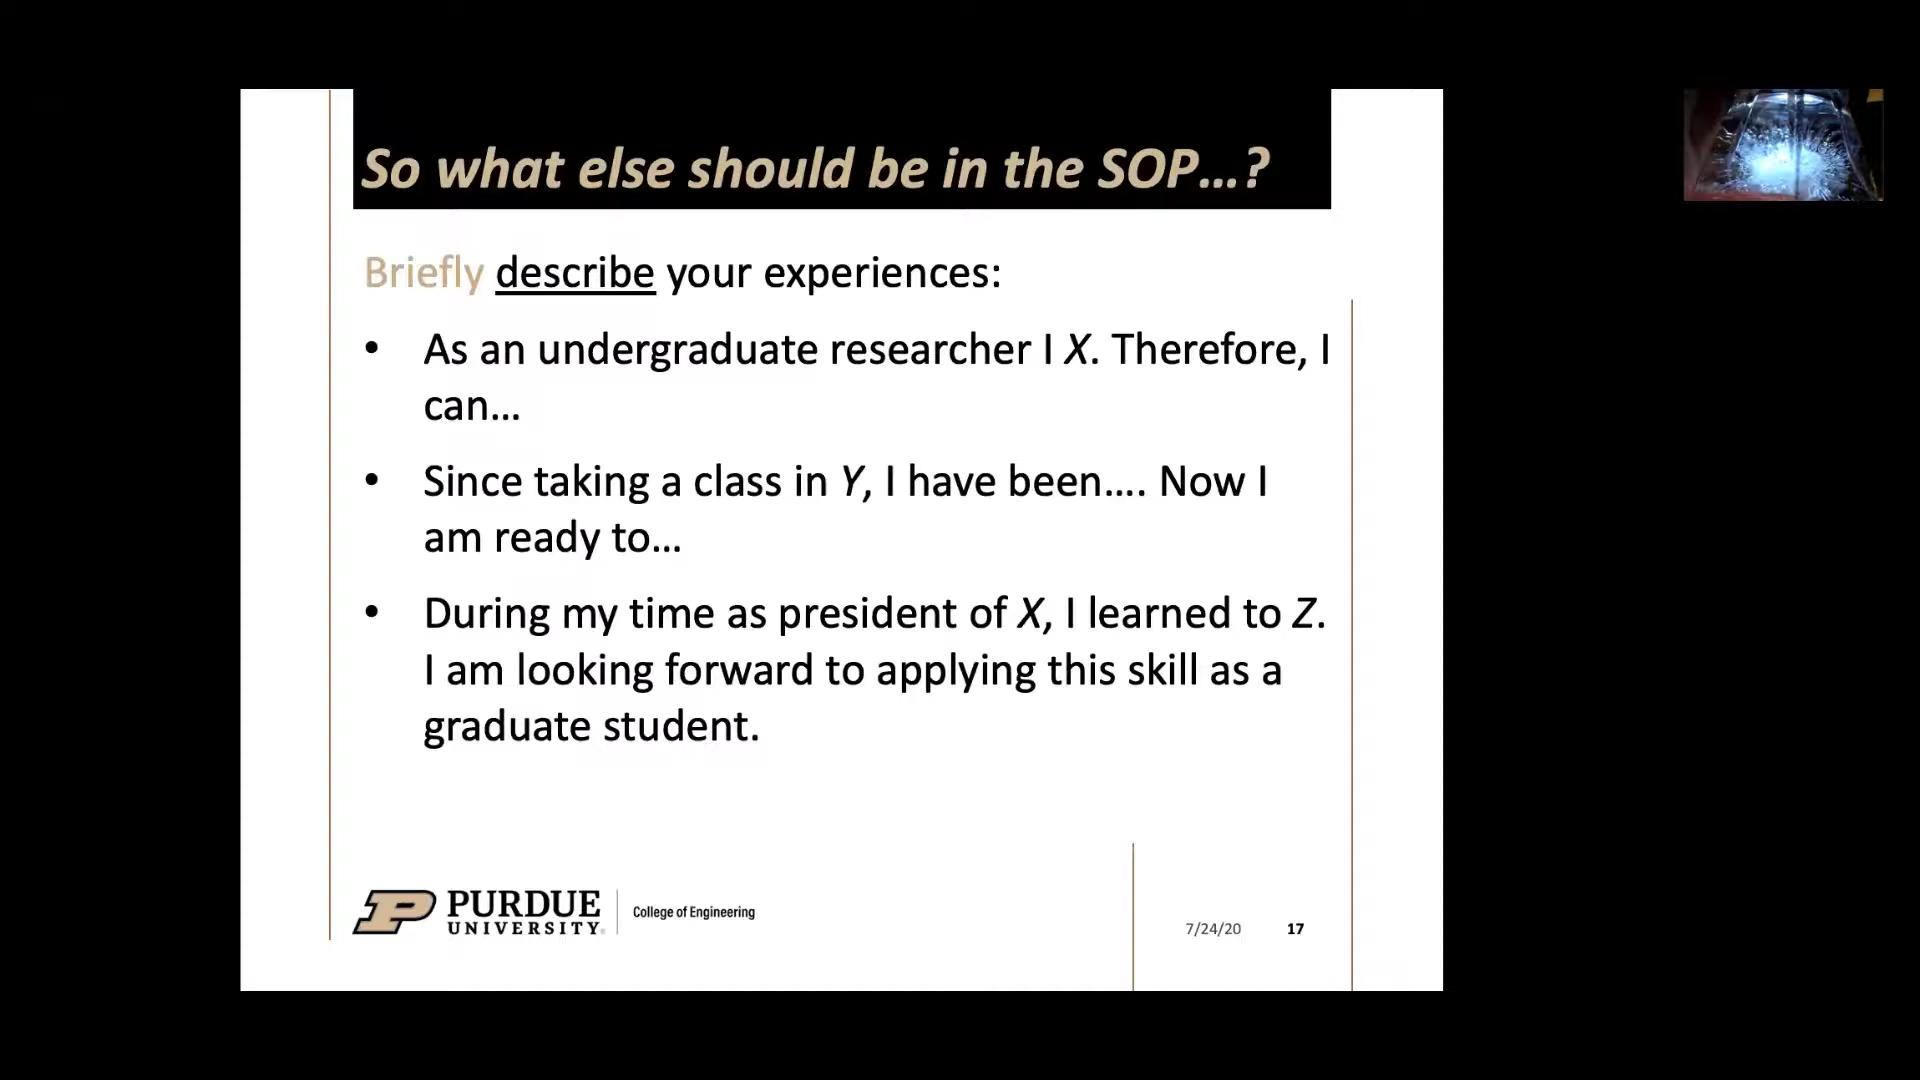 So what else should be in the SOP...?
Briefly describe your experiences:
• As an undergraduate researcher I X. Therefore, I
can...
• Since taking a class in Y, I have been.... Now I
am ready to...
• During my time as president of X, I learned to Z.
I am looking forward to applying this skill as a
graduate student.
PURDUE
UNIVERSITY®
College of Engineering
7/24/20 17